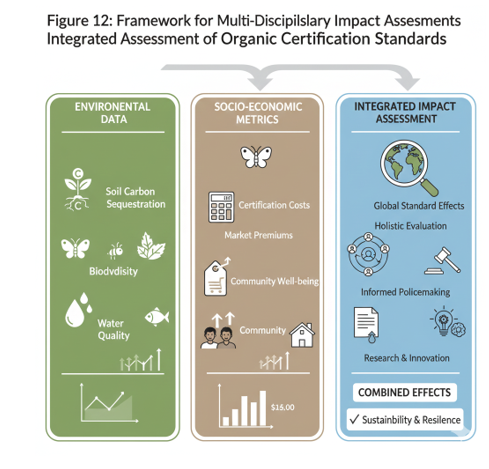 Figure 12: Framework for Multi-Discipilslary Impact Assesments
Integrated Assessment of Organic Certification Standards
ENVIRONENTAL
DATA
Soil Carbon
Sequestration
Biodvdisity
Water
Quality
SOCIO-ECONOMIC
METRICS
Certification Costs
Market Premiums
Community Well-being
Community
$15,00
INTEGRATED IMPACT
ASSESSMENT
Global Standard Effects
Holistic Evaluation
Informed Policemaking
Research & Innovation
COMBINED EFFECTS
✓ Sustainbility & Resilence